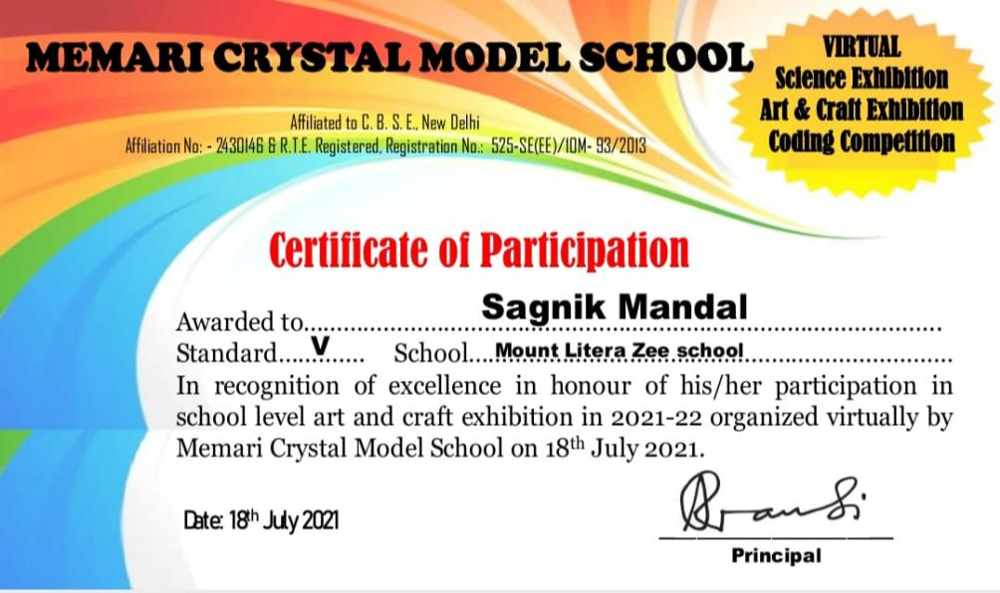 MEMARI CRYSTAL MODEL SCHOOL
VIRTUAL
Science Exhibition
Art & Craft Exhibition
Coding Competition
Affiliated to C. B. S. E., New Delhi
Affiliation No: - 2430146 & R.T.E. Registered, Registration No.: 525-SE(EE)/IOM- 93/2013
Certificate of Participation
Awarded to.....Sagnik Mandal.....
Standard.....V...... School....Mount Litera Zee school.....
In recognition of excellence in honour of his/her participation in
school level art and craft exhibition in 2021-22 organized virtually by
Memari Crystal Model School on 18th July 2021.
Date: 18th July 2021
Principal